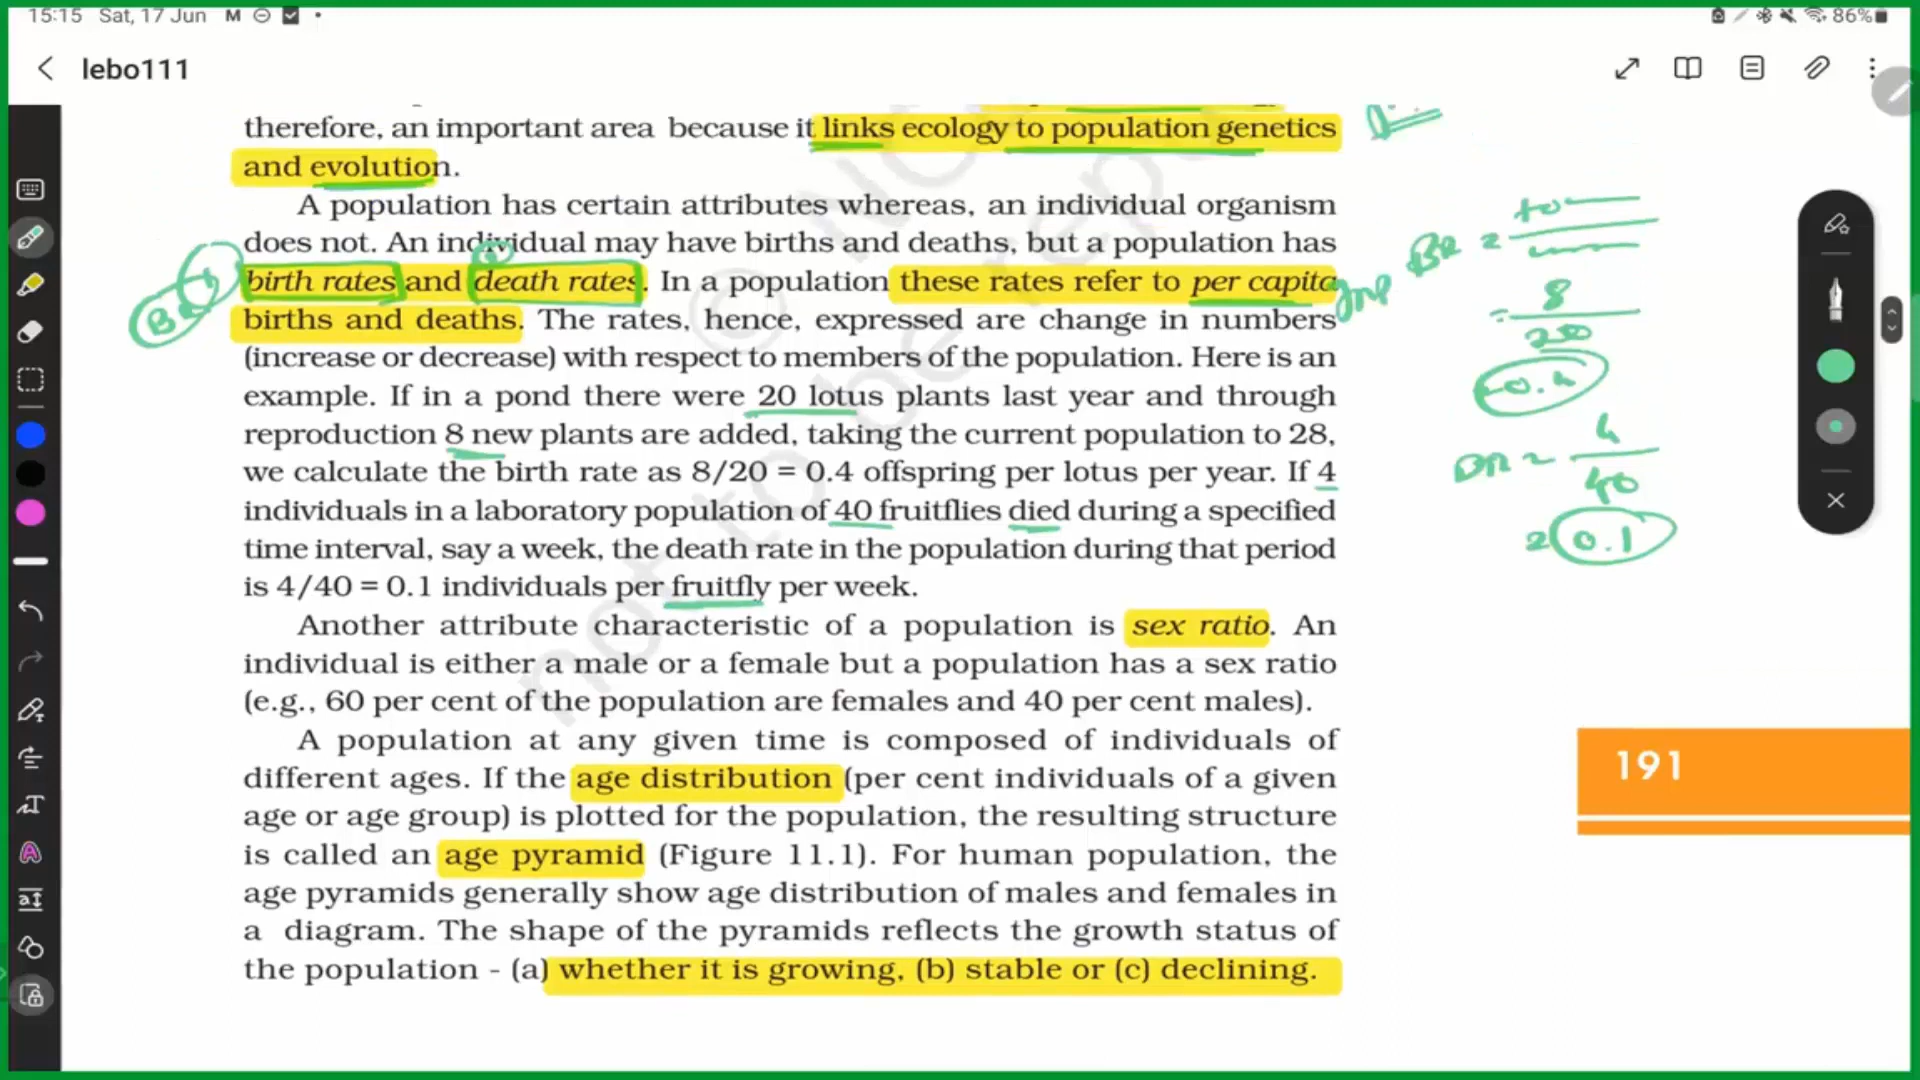 15:15 Sat, 17 Jun M
86%
lebo111
therefore, an important area because it links ecology to population genetics
and evolution.
A population has certain attributes whereas, an individual organism
does not. An individual may have births and deaths, but a population has
birth rates and death rates. In a population these rates refer to per capita
births and deaths. The rates, hence, expressed are change in numbers
(increase or decrease) with respect to members of the population. Here is an
example. If in a pond there were 20 lotus plants last year and through
reproduction 8 new plants are added, taking the current population to 28,
we calculate the birth rate as 8/20 = 0.4 offspring per lotus per year. If 4
individuals in a laboratory population of 40 fruitflies died during a specified
time interval, say a week, the death rate in the population during that period
is 4/40 = 0.1 individuals per fruitfly per week.
Another attribute characteristic of a population is sex ratio. An
individual is either a male or a female but a population has a sex ratio
(e.g., 60 per cent of the population are females and 40 per cent males).
A population at any given time is composed of individuals of
different ages. If the age distribution (per cent individuals of a given
age or age group) is plotted for the population, the resulting structure
is called an age pyramid (Figure 11.1). For human population, the
age pyramids generally show age distribution of males and females in
a diagram. The shape of the pyramids reflects the growth status of
the population - (a) whether it is growing, (b) stable or (c) declining.
BR =
8
DR =
4
40
0.1
191
not to be